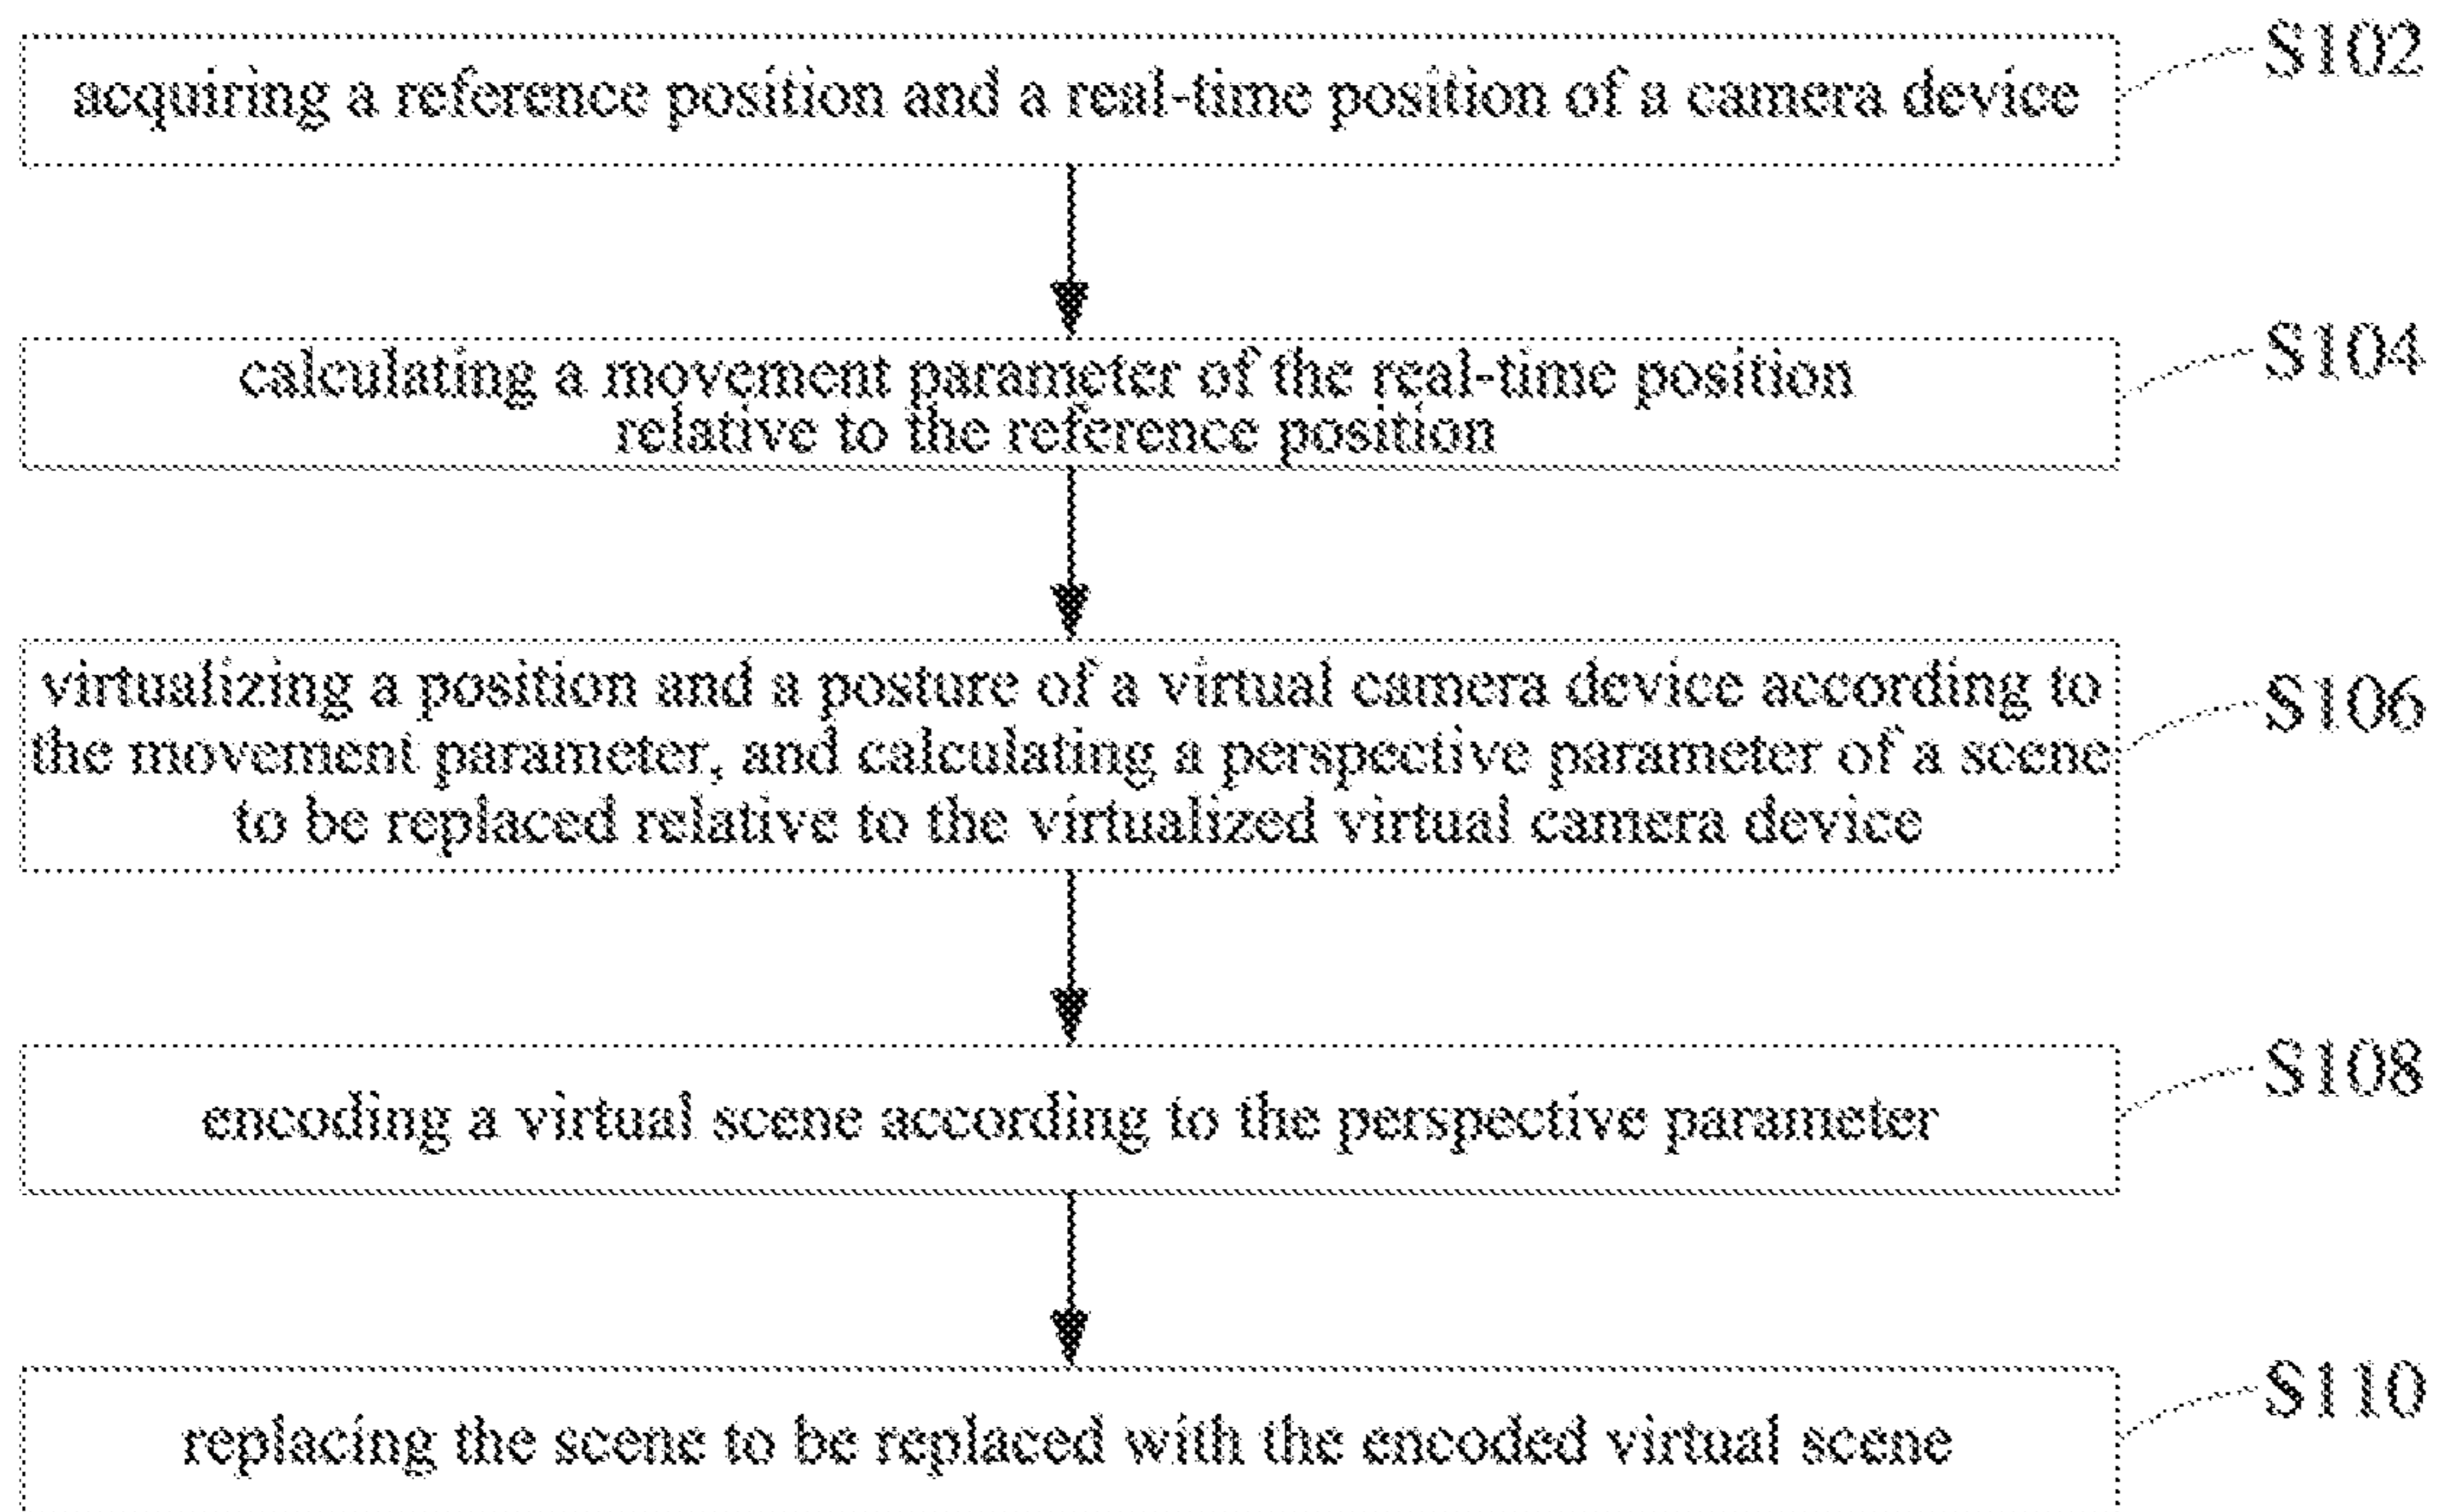 acquiring a reference position and a real-time position of a camera device
S102
calculating a movement parameter of the real-time position
relative to the reference position
S104
virtualizing a position and a posture of a virtual camera device according to
the movement parameter, and calculating a perspective parameter of a scene
to be replaced relative to the virtualized virtual camera device
S106
encoding a virtual scene according to the perspective parameter
S108
replacing the scene to be replaced with the encoded virtual scene
S110